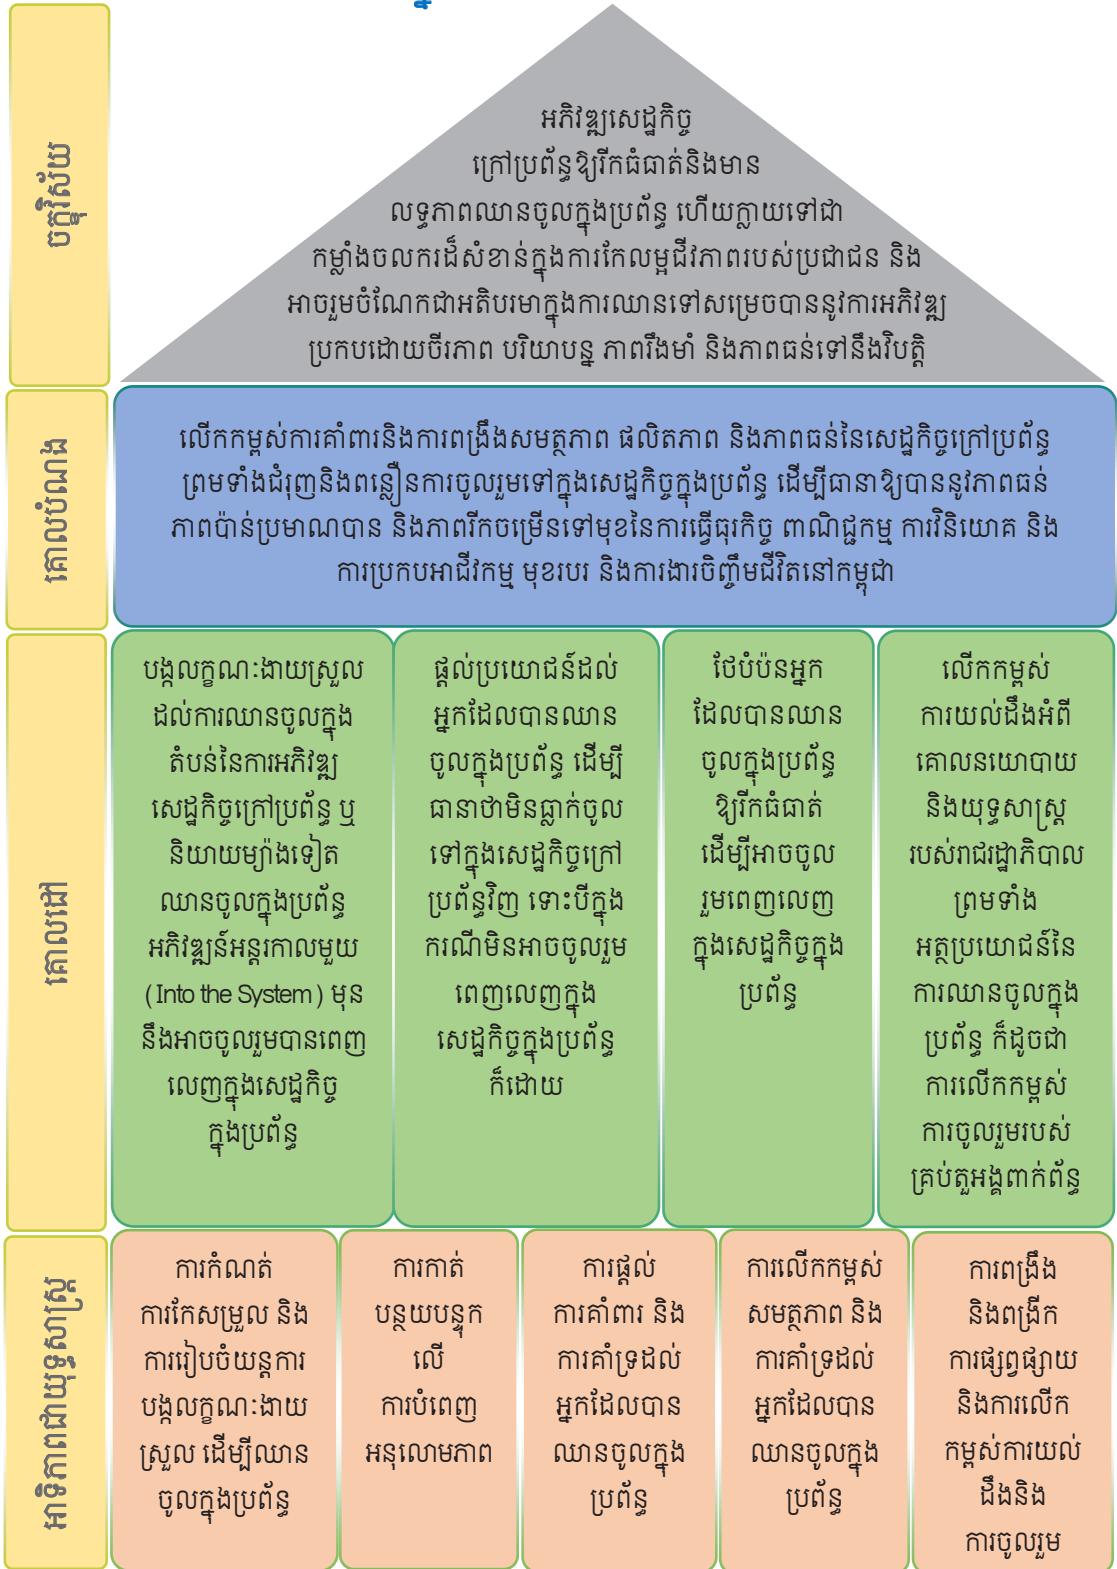 ចក្ខុវិស័យ
អភិវឌ្ឍសេដ្ឋកិច្ច
ក្រៅប្រព័ន្ធឱ្យរីកធំធាត់និងមាន
លទ្ធភាពឈានចូលក្នុងប្រព័ន្ធ ហើយក្លាយទៅជា
កម្លាំងចលករដ៏សំខាន់ក្នុងការកែលម្អជីវភាពរបស់ប្រជាជន និង
អាចរួមចំណែកជាអតិបរមាក្នុងការឈានទៅសម្រេចបាននូវការអភិវឌ្ឍ
ប្រកបដោយចីរភាព បរិយាបន្ន ភាពរឹងមាំ និងភាពធន់ទៅនឹងវិបត្តិ
គោលបំណង
លើកកម្ពស់ការគាំពារនិងការពង្រឹងសមត្ថភាព ផលិតភាព និងភាពធន់នៃសេដ្ឋកិច្ចក្រៅប្រព័ន្ធ
ព្រមទាំងជំរុញនិងពន្លឿនការចូលរួមទៅក្នុងសេដ្ឋកិច្ចក្នុងប្រព័ន្ធ ដើម្បីធានាឱ្យបាននូវភាពធន់
ភាពប៉ាន់ប្រមាណបាន និងភាពរីកចម្រើនទៅមុខនៃការធ្វើធុរកិច្ច ពាណិជ្ជកម្ម ការវិនិយោគ និង
ការប្រកបអាជីវកម្ម មុខរបរ និងការងារចិញ្ចឹមជីវិតនៅកម្ពុជា
គោលដៅ
បង្កលក្ខណៈងាយស្រួល
ដល់ការឈានចូលក្នុង
តំបន់នៃការអភិវឌ្ឍ
សេដ្ឋកិច្ចក្រៅប្រព័ន្ធ ឬ
និយាយម្យ៉ាងទៀត
ឈានចូលក្នុងប្រព័ន្ធ
អភិវឌ្ឍន៍អន្តរកាលមួយ
(Into the System) មុន
នឹងអាចចូលរួមបានពេញ
លេញក្នុងសេដ្ឋកិច្ច
ក្នុងប្រព័ន្ធ
ផ្តល់ប្រយោជន៍ដល់
អ្នកដែលបានឈាន
ចូលក្នុងប្រព័ន្ធ ដើម្បី
ធានាថាមិនធ្លាក់ចូល
ទៅក្នុងសេដ្ឋកិច្ចក្រៅ
ប្រព័ន្ធវិញ ទោះបីក្នុង
ករណីមិនអាចចូលរួម
ពេញលេញក្នុង
សេដ្ឋកិច្ចក្នុងប្រព័ន្ធ
ក៏ដោយ
ថែបំប៉នអ្នក
ដែលបានឈាន
ចូលក្នុងប្រព័ន្ធ
ឱ្យរីកធំធាត់
ដើម្បីអាចចូល
រួមពេញលេញ
ក្នុងសេដ្ឋកិច្ចក្នុង
ប្រព័ន្ធ
លើកកម្ពស់
ការយល់ដឹងអំពី
គោលនយោបាយ
និងយុទ្ធសាស្ត្រ
របស់រាជរដ្ឋាភិបាល
ព្រមទាំង
អត្ថប្រយោជន៍នៃ
ការឈានចូលក្នុង
ប្រព័ន្ធ ក៏ដូចជា
ការលើកកម្ពស់
ការចូលរួមរបស់
គ្រប់តួអង្គពាក់ព័ន្ធ
អាទិភាពជាយុទ្ធសាស្ត្រ
ការកំណត់
ការកែសម្រួល និង
ការរៀបចំយន្តការ
បង្កលក្ខណៈងាយ
ស្រួល ដើម្បីឈាន
ចូលក្នុងប្រព័ន្ធ
ការកាត់
បន្ថយបន្ទុក
លើ
ការបំពេញ
អនុលោមភាព
ការផ្តល់
ការគាំពារ និង
ការគាំទ្រដល់
អ្នកដែលបាន
ឈានចូលក្នុង
ប្រព័ន្ធ
ការលើកកម្ពស់
សមត្ថភាព និង
ការគាំទ្រដល់
អ្នកដែលបាន
ឈានចូលក្នុង
ប្រព័ន្ធ
ការពង្រឹង
និងពង្រីក
ការផ្សព្វផ្សាយ
និងការលើក
កម្ពស់ការយល់
ដឹងនិង
ការចូលរួម